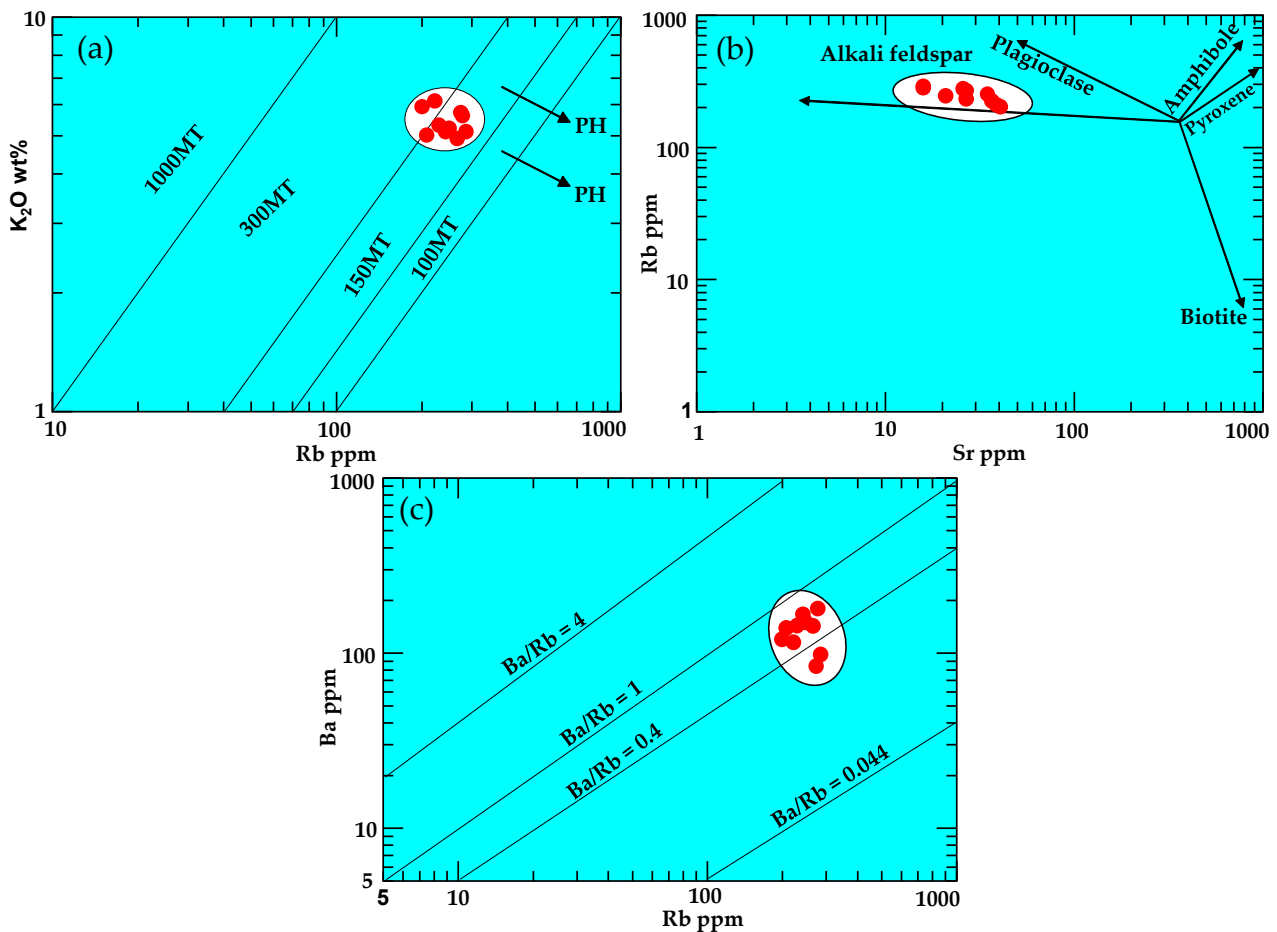 (a)
10
1
K₂O wt%
1000MT
300MT
150MT
100MT
PH
PH
10
100
1000
Rb ppm
(b)
1000
100
10
1
Rb ppm
Alkali feldspar
Plagioclase
Amphibole
Pyroxene
Biotite
1
10
100
1000
Sr ppm
(c)
1000
100
10
5
Ba ppm
Ba/Rb = 4
Ba/Rb = 1
Ba/Rb = 0.4
Ba/Rb = 0.044
5
10
100
1000
Rb ppm